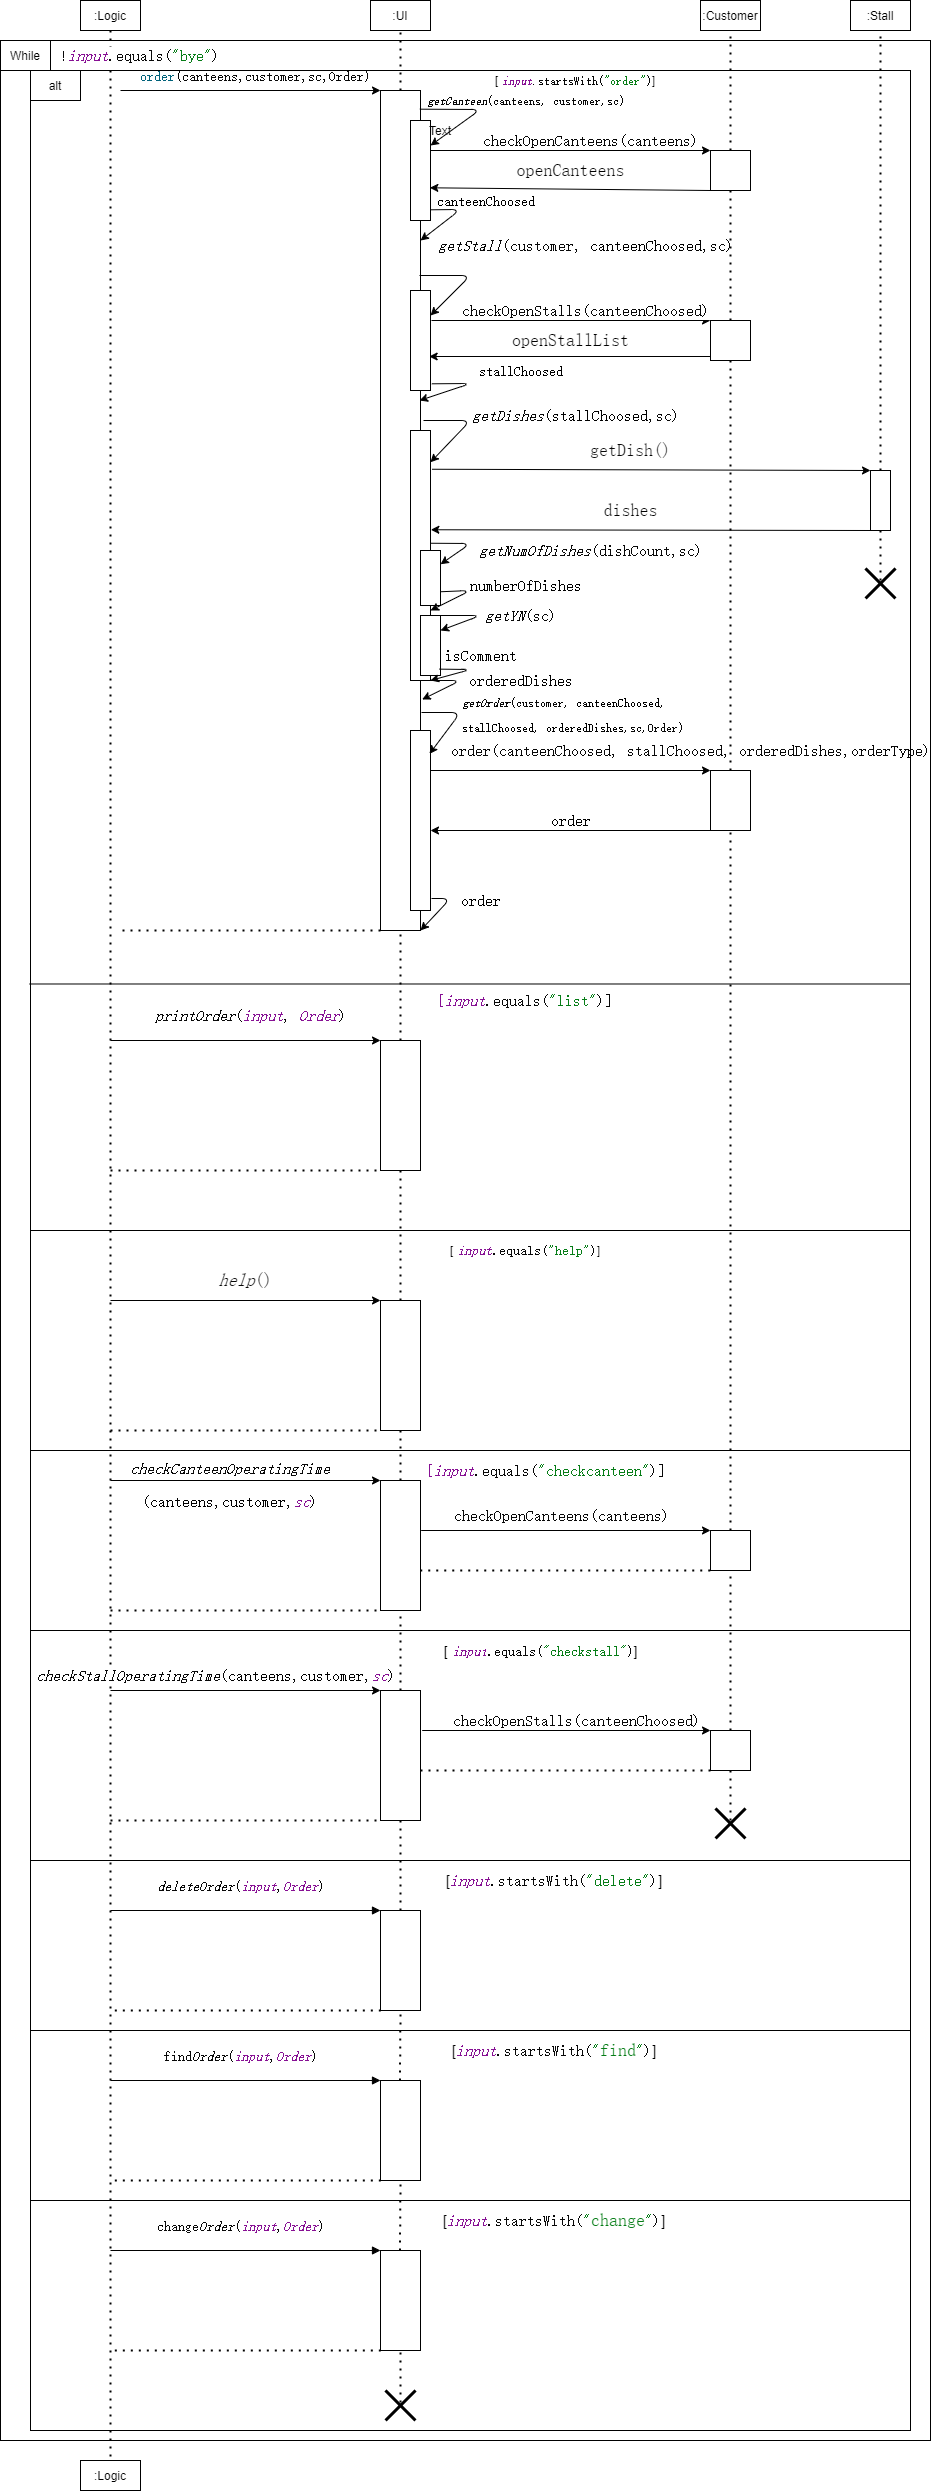 :Logic
:UI
:Customer
:Stall
While
!input.equals("bye")
alt
order(canteens,customer,sc,Order)
[ input.startsWith("order")]
getCanteen(canteens, customer,sc)
Text
checkOpenCanteens(canteens)
openCanteens
canteenChoosed
getStall(customer, canteenChoosed,sc)
checkOpenStalls(canteenChoosed)
openStallList
stallChoosed
getDishes(stallChoosed,sc)
getDish()
dishes
getNumOfDishes(dishCount,sc)
numberOfDishes
getYN(sc)
isComment
orderedDishes
getOrder(customer, canteenChoosed,
stallChoosed, orderedDishes,sc,Order)
order(canteenChoosed, stallChoosed, orderedDishes,orderType)
order
order
[input.equals("list")]
printOrder(input, Order)
[ input.equals("help")]
help()
checkCanteenOperatingTime
[input.equals("checkcanteen")]
(canteens,customer,sc)
checkOpenCanteens(canteens)
[ input.equals("checkstall")]
checkStallOperatingTime(canteens,customer,sc)
checkOpenStalls(canteenChoosed)
[input.startsWith("delete")]
deleteOrder(input,Order)
[input.startsWith("find")]
findOrder(input,Order)
[input.startsWith("change")]
changeOrder(input,Order)
:Logic